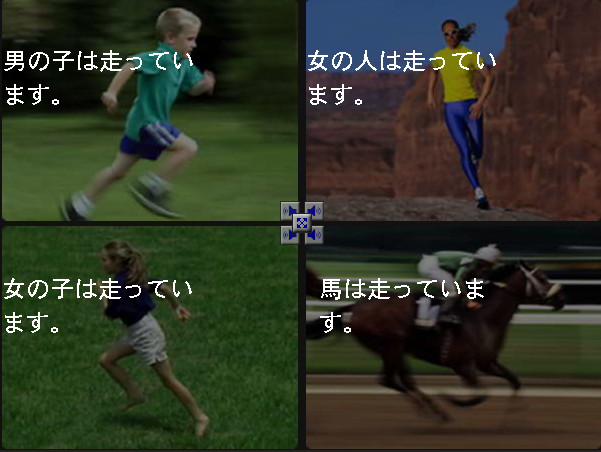 男の子は走ってい
ます。
女の人は走ってい
ます。
女の子は走ってい
ます。
馬は走っていま
す。